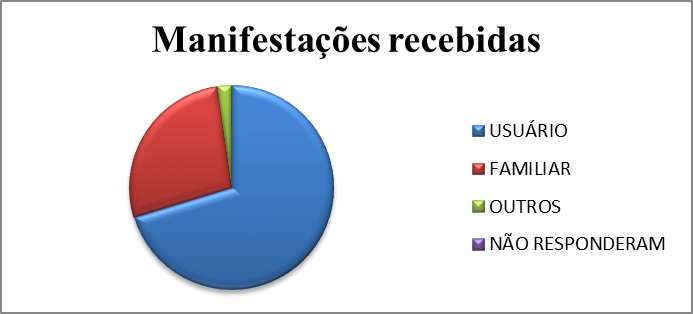 Manifestações recebidas
USUÁRIO
FAMILIAR
OUTROS
NÃO RESPONDERAM